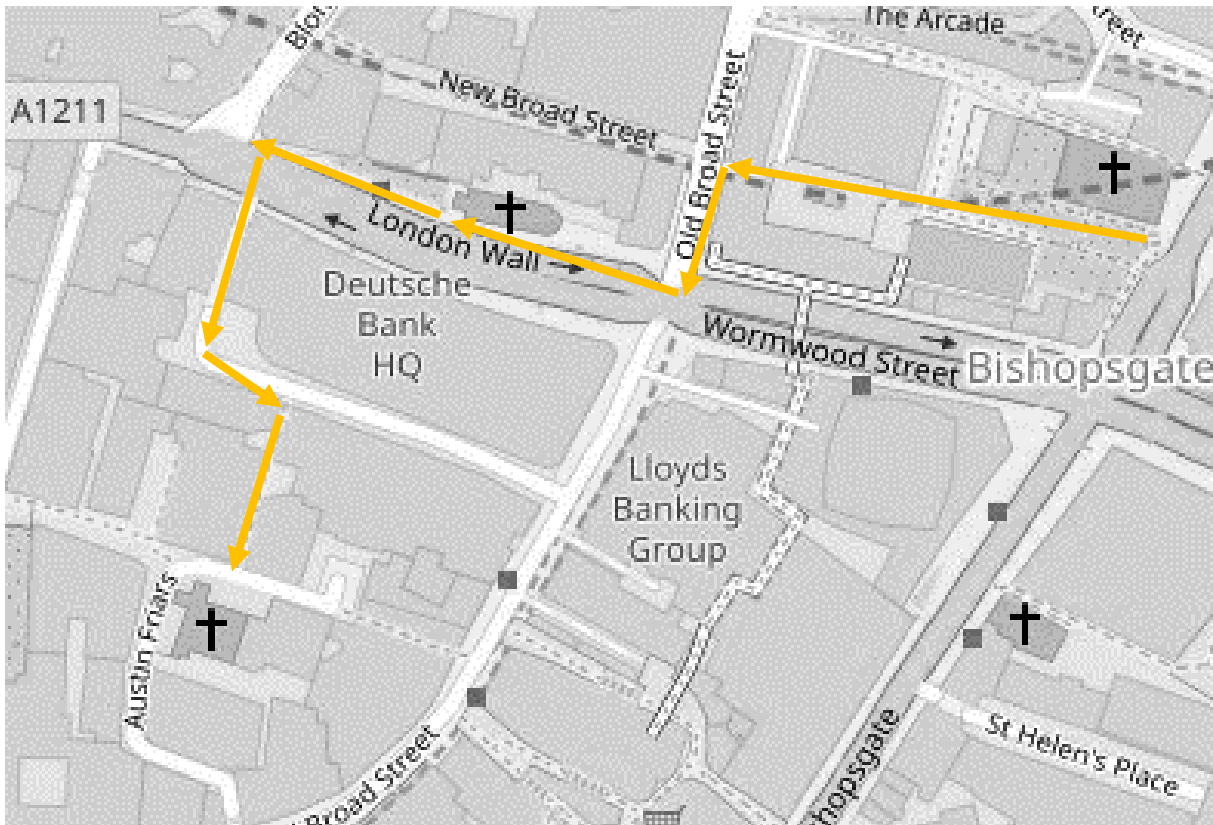 The Arcade
New Broad Street
Old Broad Street
A1211
London Wall
Deutsche
Bank
HQ
Wormwood Street
Bishopsgate
Lloyds
Banking
Group
Austin Friars
St Helen's Place
Broad Street